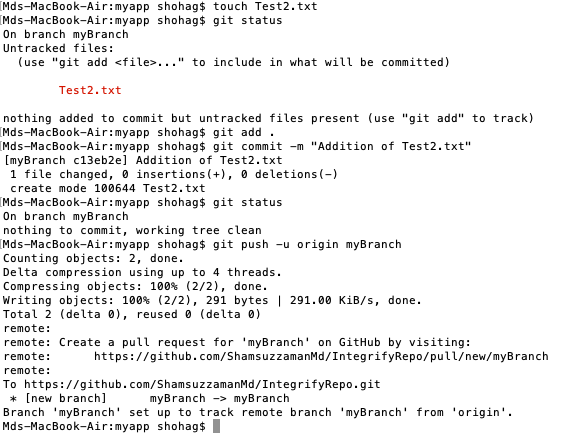 [Mds-MacBook-Air:myapp shohag$ touch Test2.txt
[Mds-MacBook-Air:myapp shohag$ git status
On branch myBranch
Untracked files:
  (use "git add <file>..." to include in what will be committed)

        Test2.txt

nothing added to commit but untracked files present (use "git add" to track)
[Mds-MacBook-Air:myapp shohag$ git add .
[Mds-MacBook-Air:myapp shohag$ git commit -m "Addition of Test2.txt"
[myBranch c13eb2e] Addition of Test2.txt
 1 file changed, 0 insertions(+), 0 deletions(-)
 create mode 100644 Test2.txt
[Mds-MacBook-Air:myapp shohag$ git status
On branch myBranch
nothing to commit, working tree clean
[Mds-MacBook-Air:myapp shohag$ git push -u origin myBranch
Counting objects: 2, done.
Delta compression using up to 4 threads.
Compressing objects: 100% (2/2), done.
Writing objects: 100% (2/2), 291 bytes | 291.00 KiB/s, done.
Total 2 (delta 0), reused 0 (delta 0)
remote:
remote: Create a pull request for 'myBranch' on GitHub by visiting:
remote:      https://github.com/ShamsuzzamanMd/IntegrifyRepo/pull/new/myBranch
remote:
To https://github.com/ShamsuzzamanMd/IntegrifyRepo.git
 * [new branch]      myBranch -> myBranch
Branch 'myBranch' set up to track remote branch 'myBranch' from 'origin'.
Mds-MacBook-Air:myapp shohag$